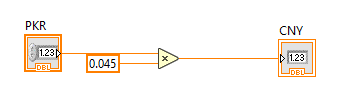 PKR
CNY
1.23
DBL
0.045
×
1.23
DBL